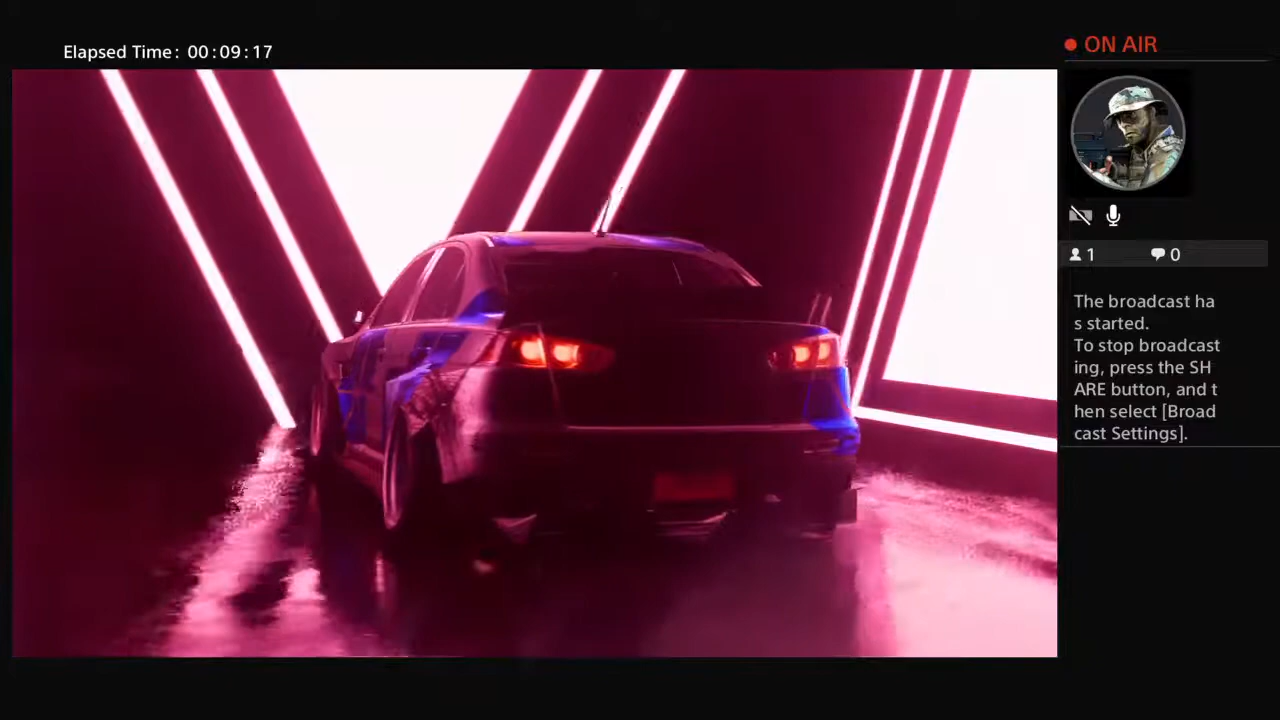 Elapsed Time: 00:09:17
ON AIR
1 0
The broadcast ha
s started.
To stop broadcast
ing, press the SH
ARE button, and t
hen select [Broad
cast Settings].